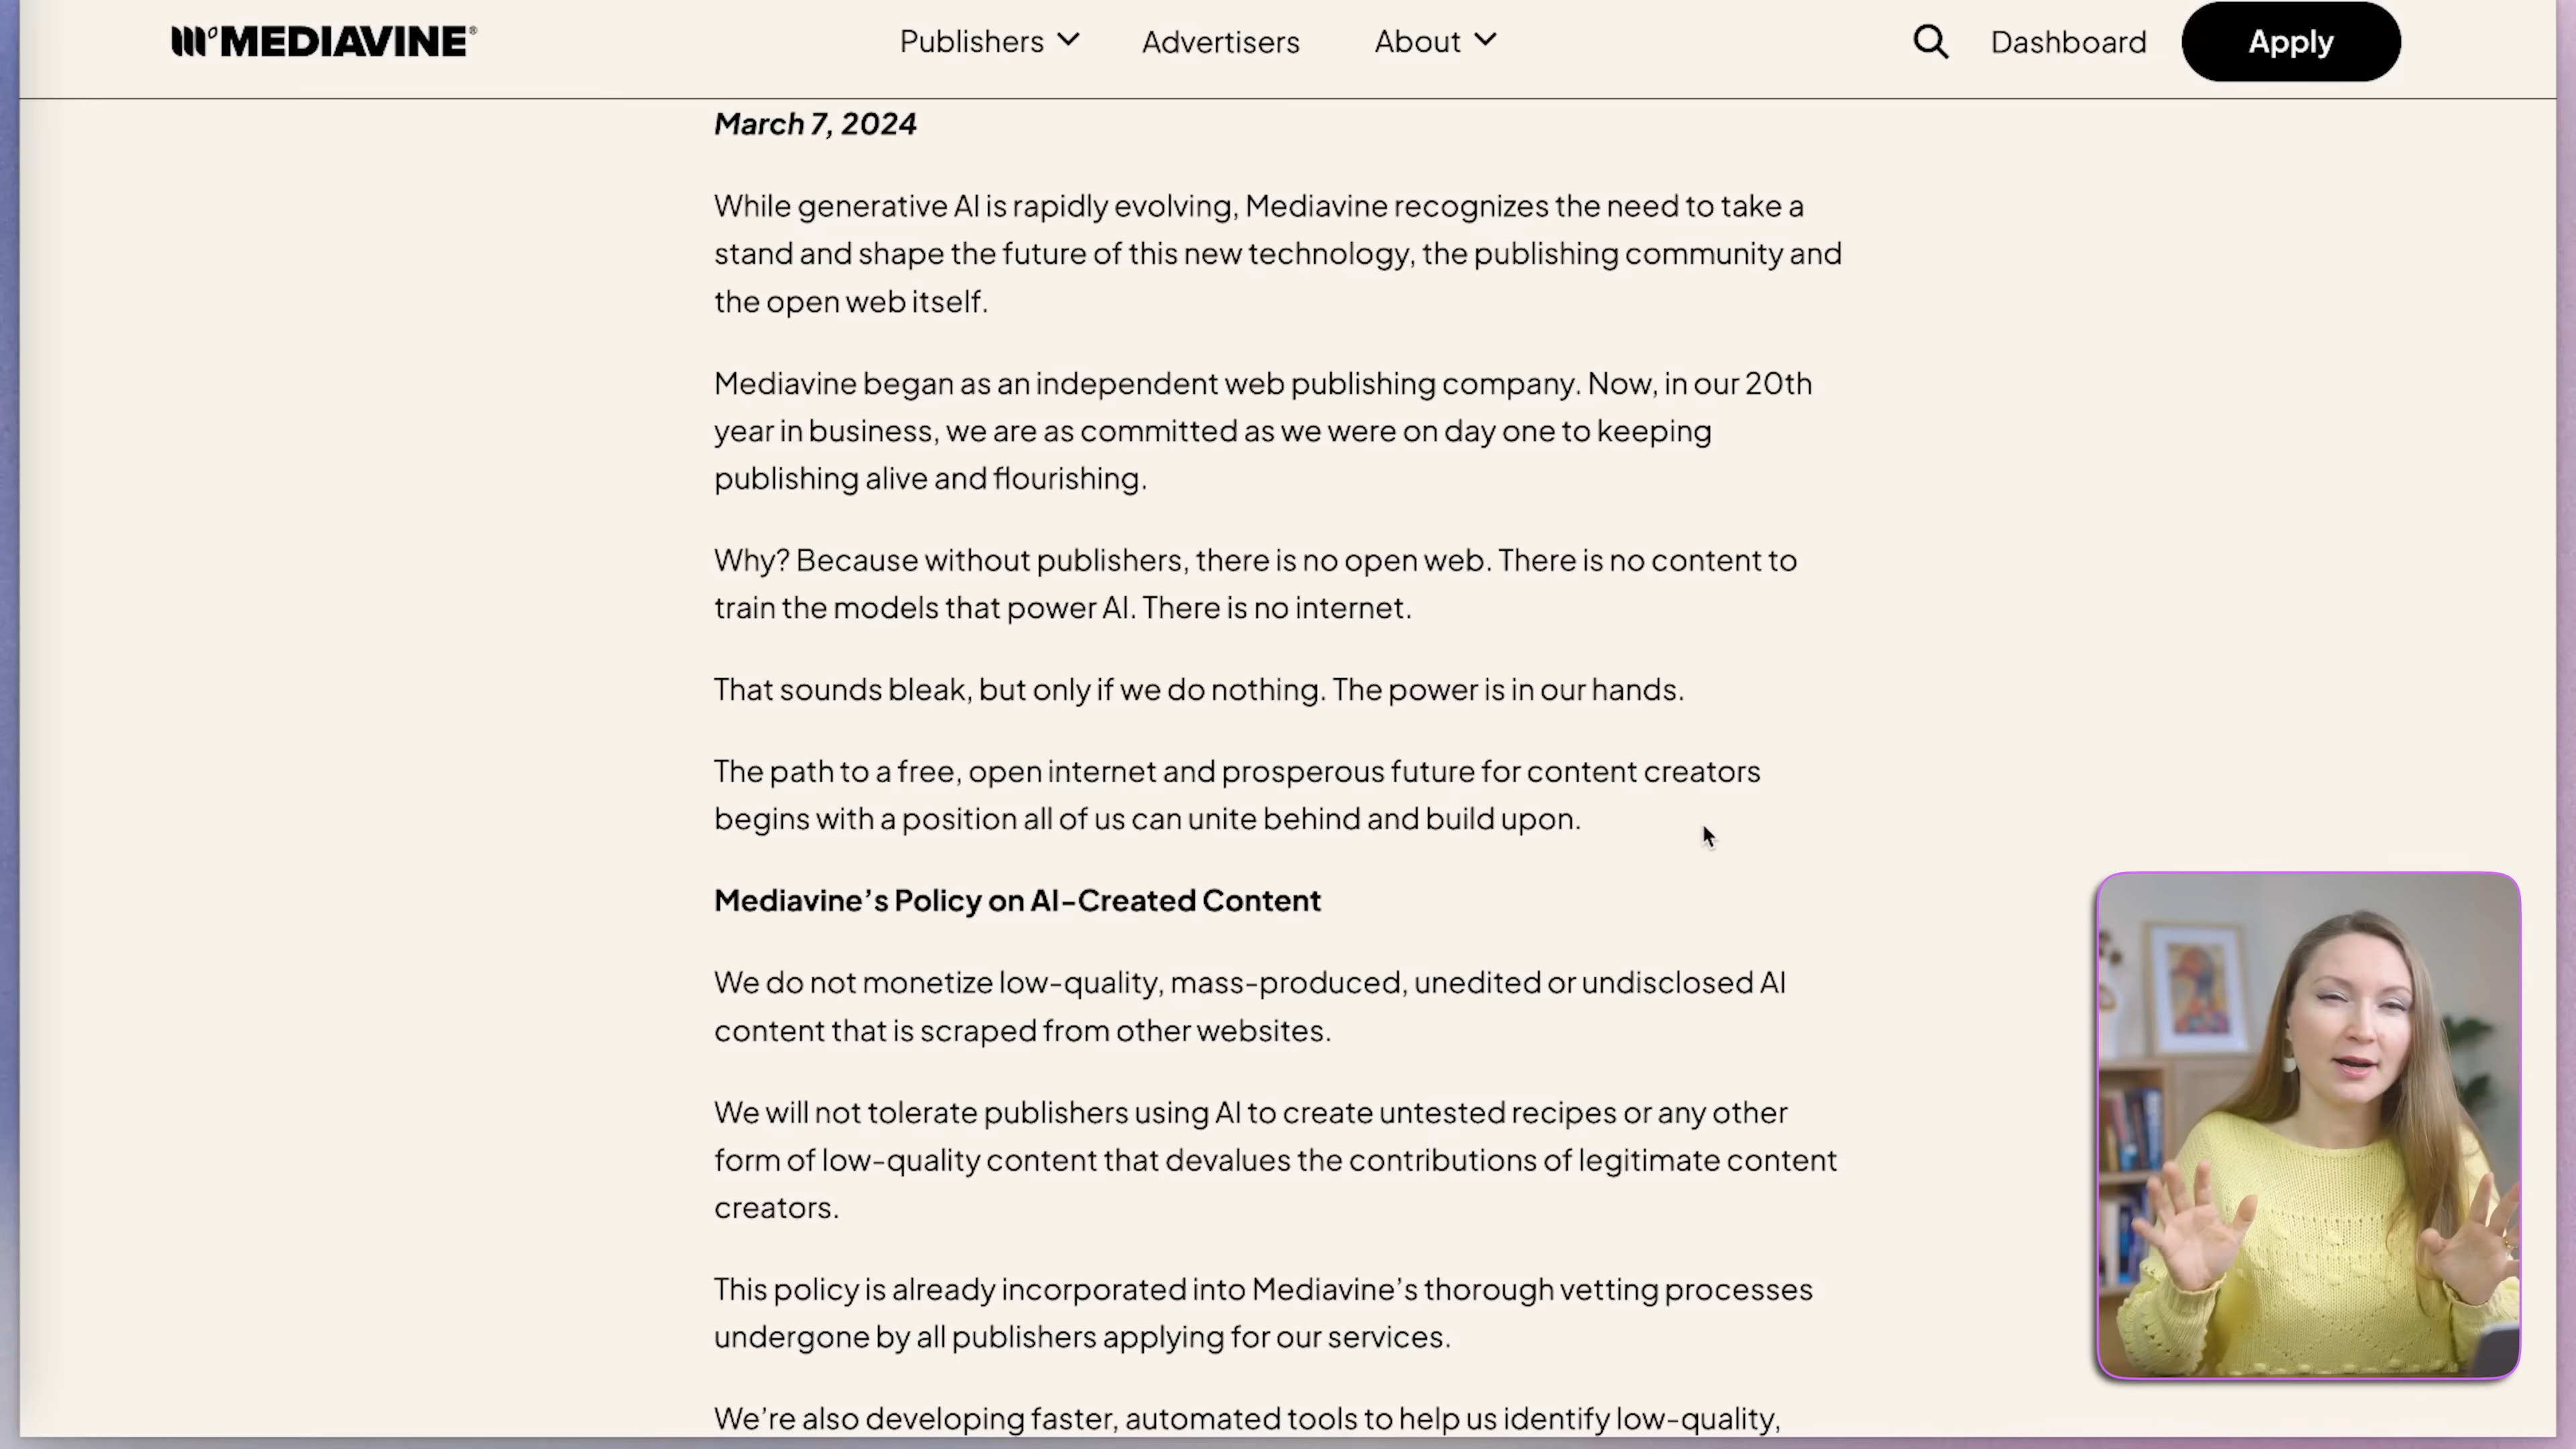 MEDIAVINE®
Publishers
Advertisers
About
Dashboard
Apply
March 7, 2024
While generative AI is rapidly evolving, Mediavine recognizes the need to take a
stand and shape the future of this new technology, the publishing community and
the open web itself.
Mediavine began as an independent web publishing company. Now, in our 20th
year in business, we are as committed as we were on day one to keeping
publishing alive and flourishing.
Why? Because without publishers, there is no open web. There is no content to
train the models that power AI. There is no internet.
That sounds bleak, but only if we do nothing. The power is in our hands.
The path to a free, open internet and prosperous future for content creators
begins with a position all of us can unite behind and build upon.
Mediavine’s Policy on AI-Created Content
We do not monetize low-quality, mass-produced, unedited or undisclosed AI
content that is scraped from other websites.
We will not tolerate publishers using AI to create untested recipes or any other
form of low-quality content that devalues the contributions of legitimate content
creators.
This policy is already incorporated into Mediavine’s thorough vetting processes
undergone by all publishers applying for our services.
We’re also developing faster, automated tools to help us identify low-quality,